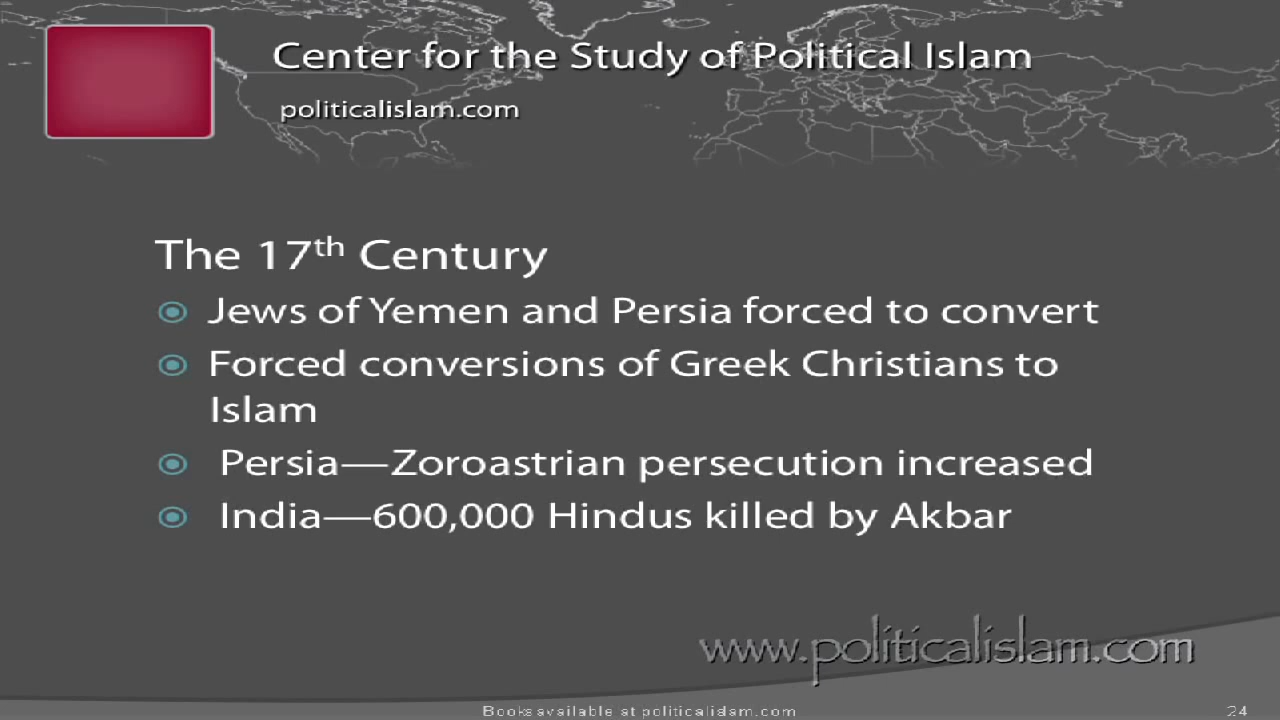 Center for the Study of Political Islam
politicalislam.com
The 17th Century
Jews of Yemen and Persia forced to convert
Forced conversions of Greek Christians to
Islam
Persia—Zoroastrian persecution increased
India—600,000 Hindus killed by Akbar
www.politicalislam.com
Books available at politicalislam.com
24